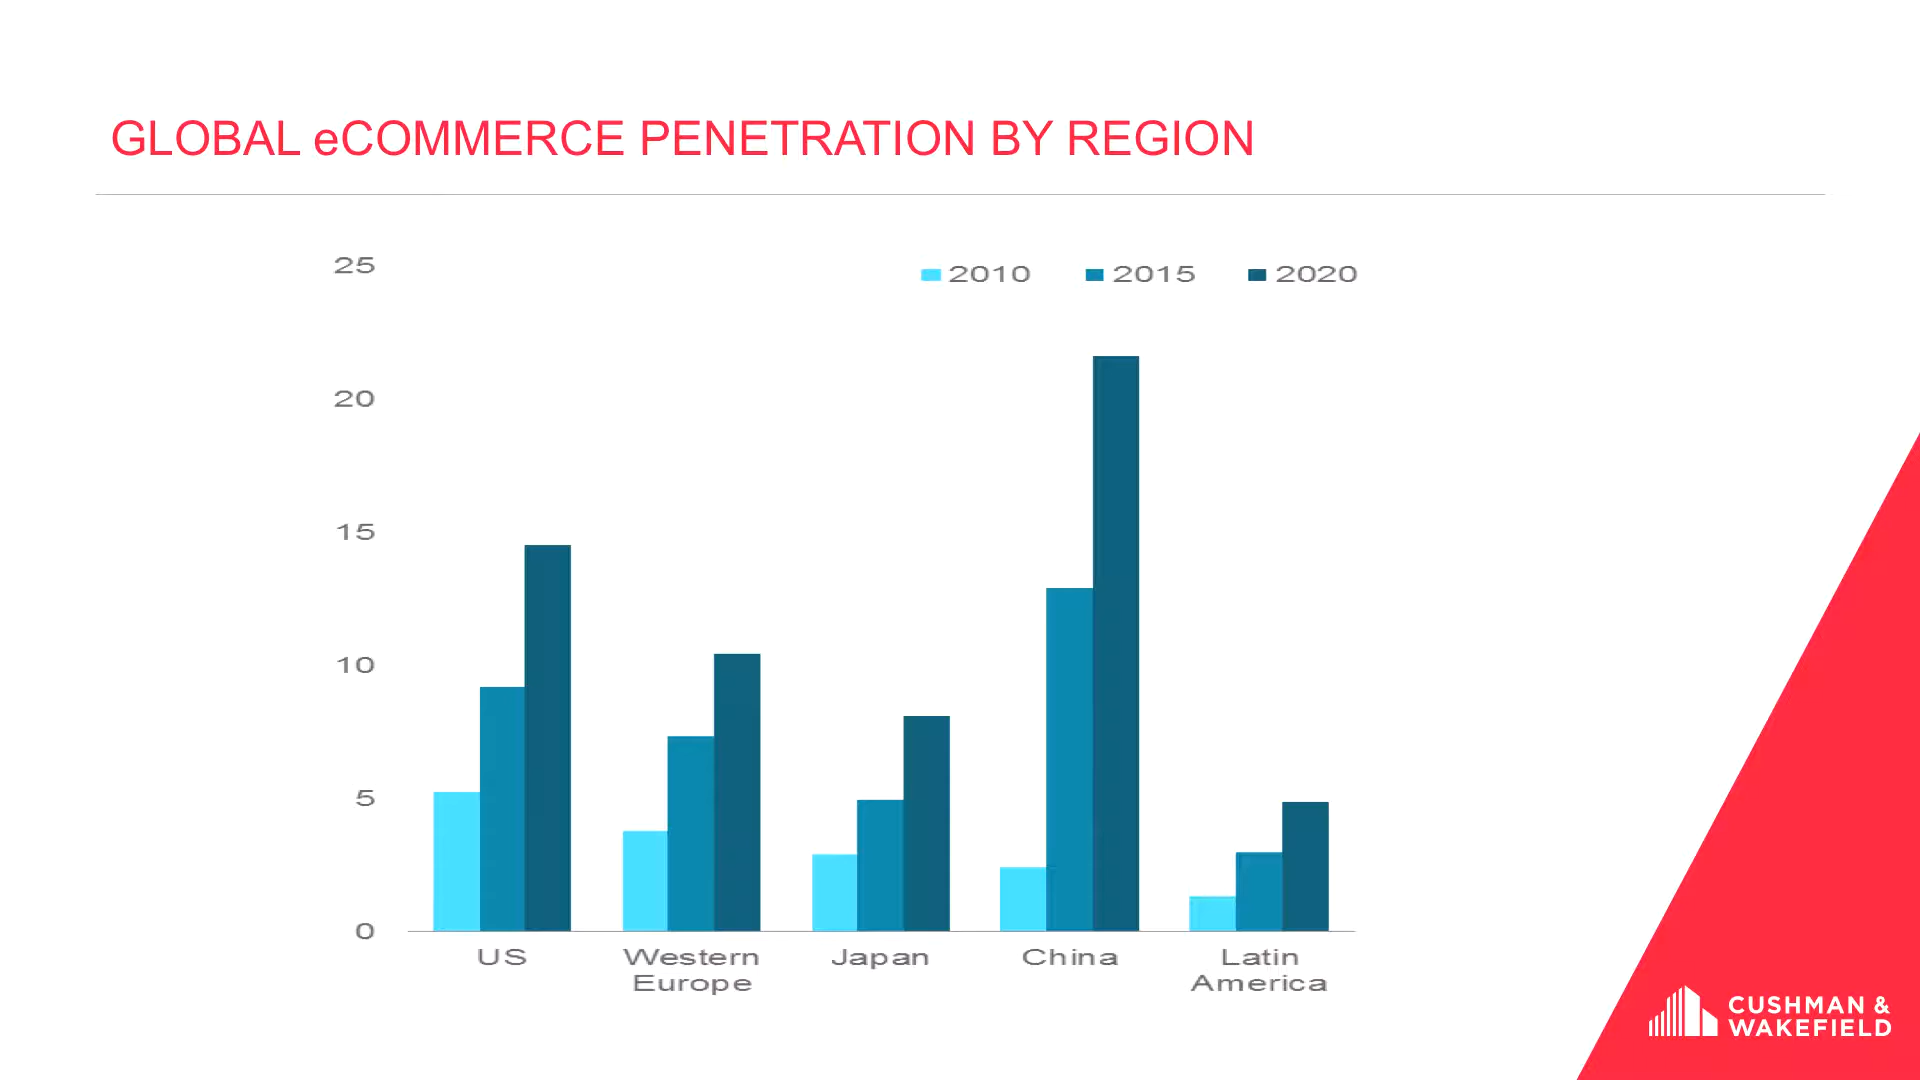 GLOBAL eCOMMERCE PENETRATION BY REGION
25
2010
2015
2020
20
15
10
5
0
US
Western
Europe
Japan
China
Latin
America
CUSHMAN &
WAKEFIELD